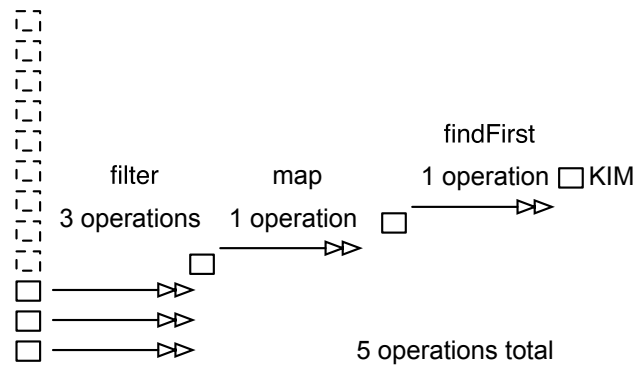 findFirst
filter map 1 operation KIM
3 operations 1 operation
5 operations total